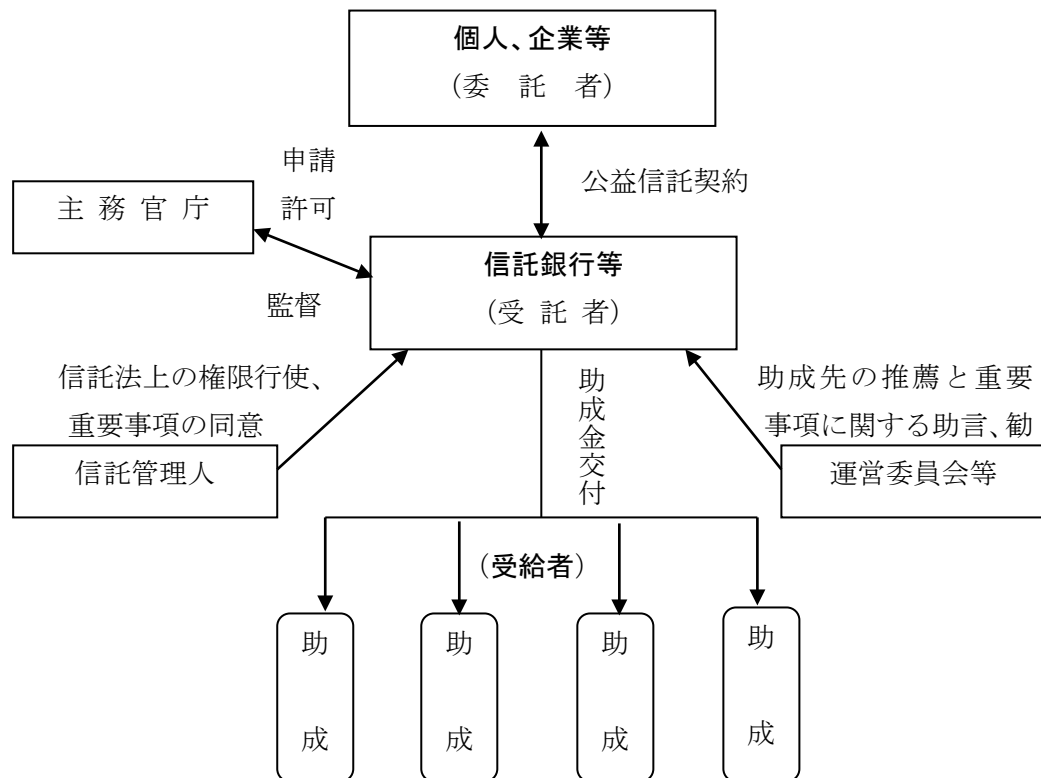 個人、企業等
（委　託　者）
申請
許可
公益信託契約
主 務 官 庁
信託銀行等
（受 託 者）
監督
信託法上の権限行使、
重要事項の同意
信託管理人
助成金交付
助成先の推薦と重要
事項に関する助言、勧
運営委員会等
（受給者）
助
成
助
成
助
成
助
成